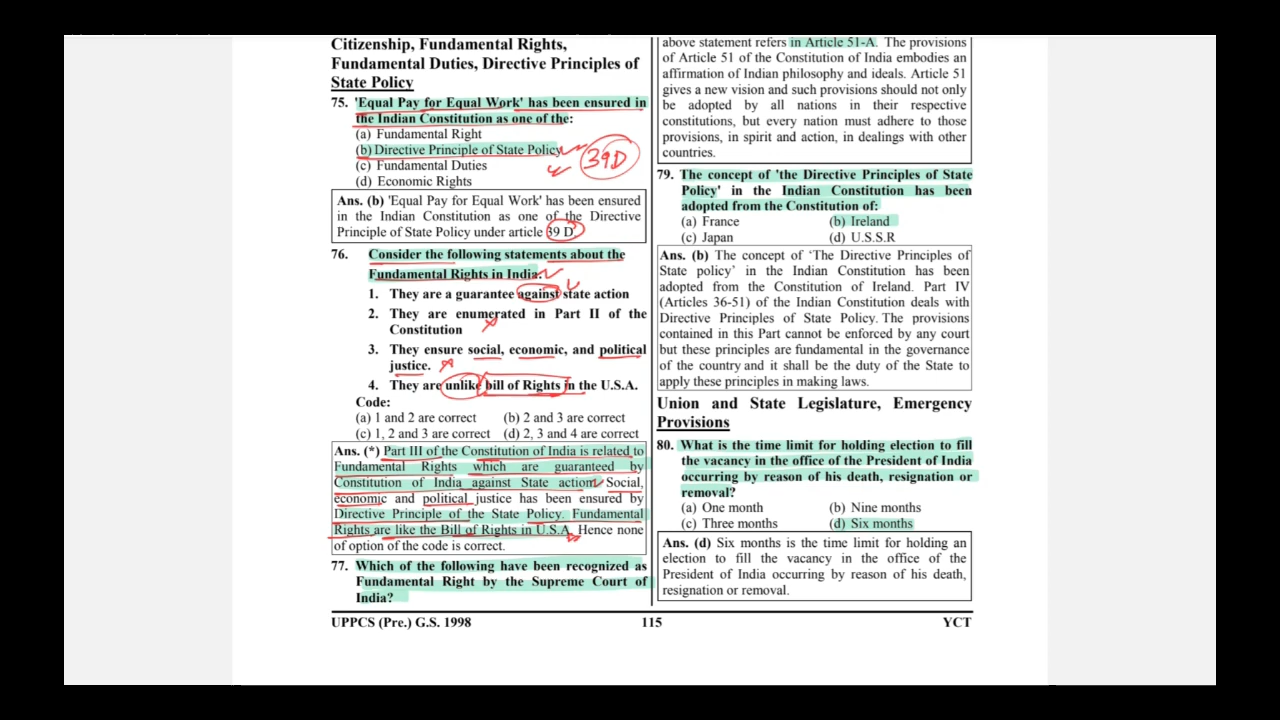 Citizenship, Fundamental Rights,
Fundamental Duties, Directive Principles of
State Policy
75. 'Equal Pay for Equal Work' has been ensured in
the Indian Constitution as one of the:
(a) Fundamental Right
(b) Directive Principle of State Policy
39D
(c) Fundamental Duties
(d) Economic Rights
Ans. (b) 'Equal Pay for Equal Work' has been ensured
in the Indian Constitution as one of the Directive
Principle of State Policy under article 39 D.
76. Consider the following statements about the
Fundamental Rights in India.
1. They are a guarantee against state action
2. They are enumerated in Part II of the
Constitution
3. They ensure social, economic, and political
justice.
4. They are unlike bill of Rights in the U.S.A.
Code:
(a) 1 and 2 are correct (b) 2 and 3 are correct
(c) 1, 2 and 3 are correct (d) 2, 3 and 4 are correct
Ans. (*) Part III of the Constitution of India is related to
Fundamental Rights which are guaranteed by
Constitution of India against State action. Social,
economic and political justice has been ensured by
Directive Principle of the State Policy. Fundamental
Rights are like the Bill of Rights in U.S.A. Hence none
of option of the code is correct.
77. Which of the following have been recognized as
Fundamental Right by the Supreme Court of
India?
above statement refers in Article 51-A. The provisions
of Article 51 of the Constitution of India embodies an
affirmation of Indian philosophy and ideals. Article 51
gives a new vision and such provisions should not only
be adopted by all nations in their respective
constitutions, but every nation must adhere to those
provisions, in spirit and action, in dealings with other
countries.
79. The concept of 'the Directive Principles of State
Policy' in the Indian Constitution has been
adopted from the Constitution of:
(a) France (b) Ireland
(c) Japan (d) U.S.S.R
Ans. (b) The concept of ‘The Directive Principles of
State policy’ in the Indian Constitution has been
adopted from the Constitution of Ireland. Part IV
(Articles 36-51) of the Indian Constitution deals with
Directive Principles of State Policy. The provisions
contained in this Part cannot be enforced by any court
but these principles are fundamental in the governance
of the country and it shall be the duty of the State to
apply these principles in making laws.
Union and State Legislature, Emergency
Provisions
80. What is the time limit for holding election to fill
the vacancy in the office of the President of India
occurring by reason of his death, resignation or
removal?
(a) One month (b) Nine months
(c) Three months (d) Six months
Ans. (d) Six months is the time limit for holding an
election to fill the vacancy in the office of the
President of India occurring by reason of his death,
resignation or removal.
UPPCS (Pre.) G.S. 1998 115 YCT